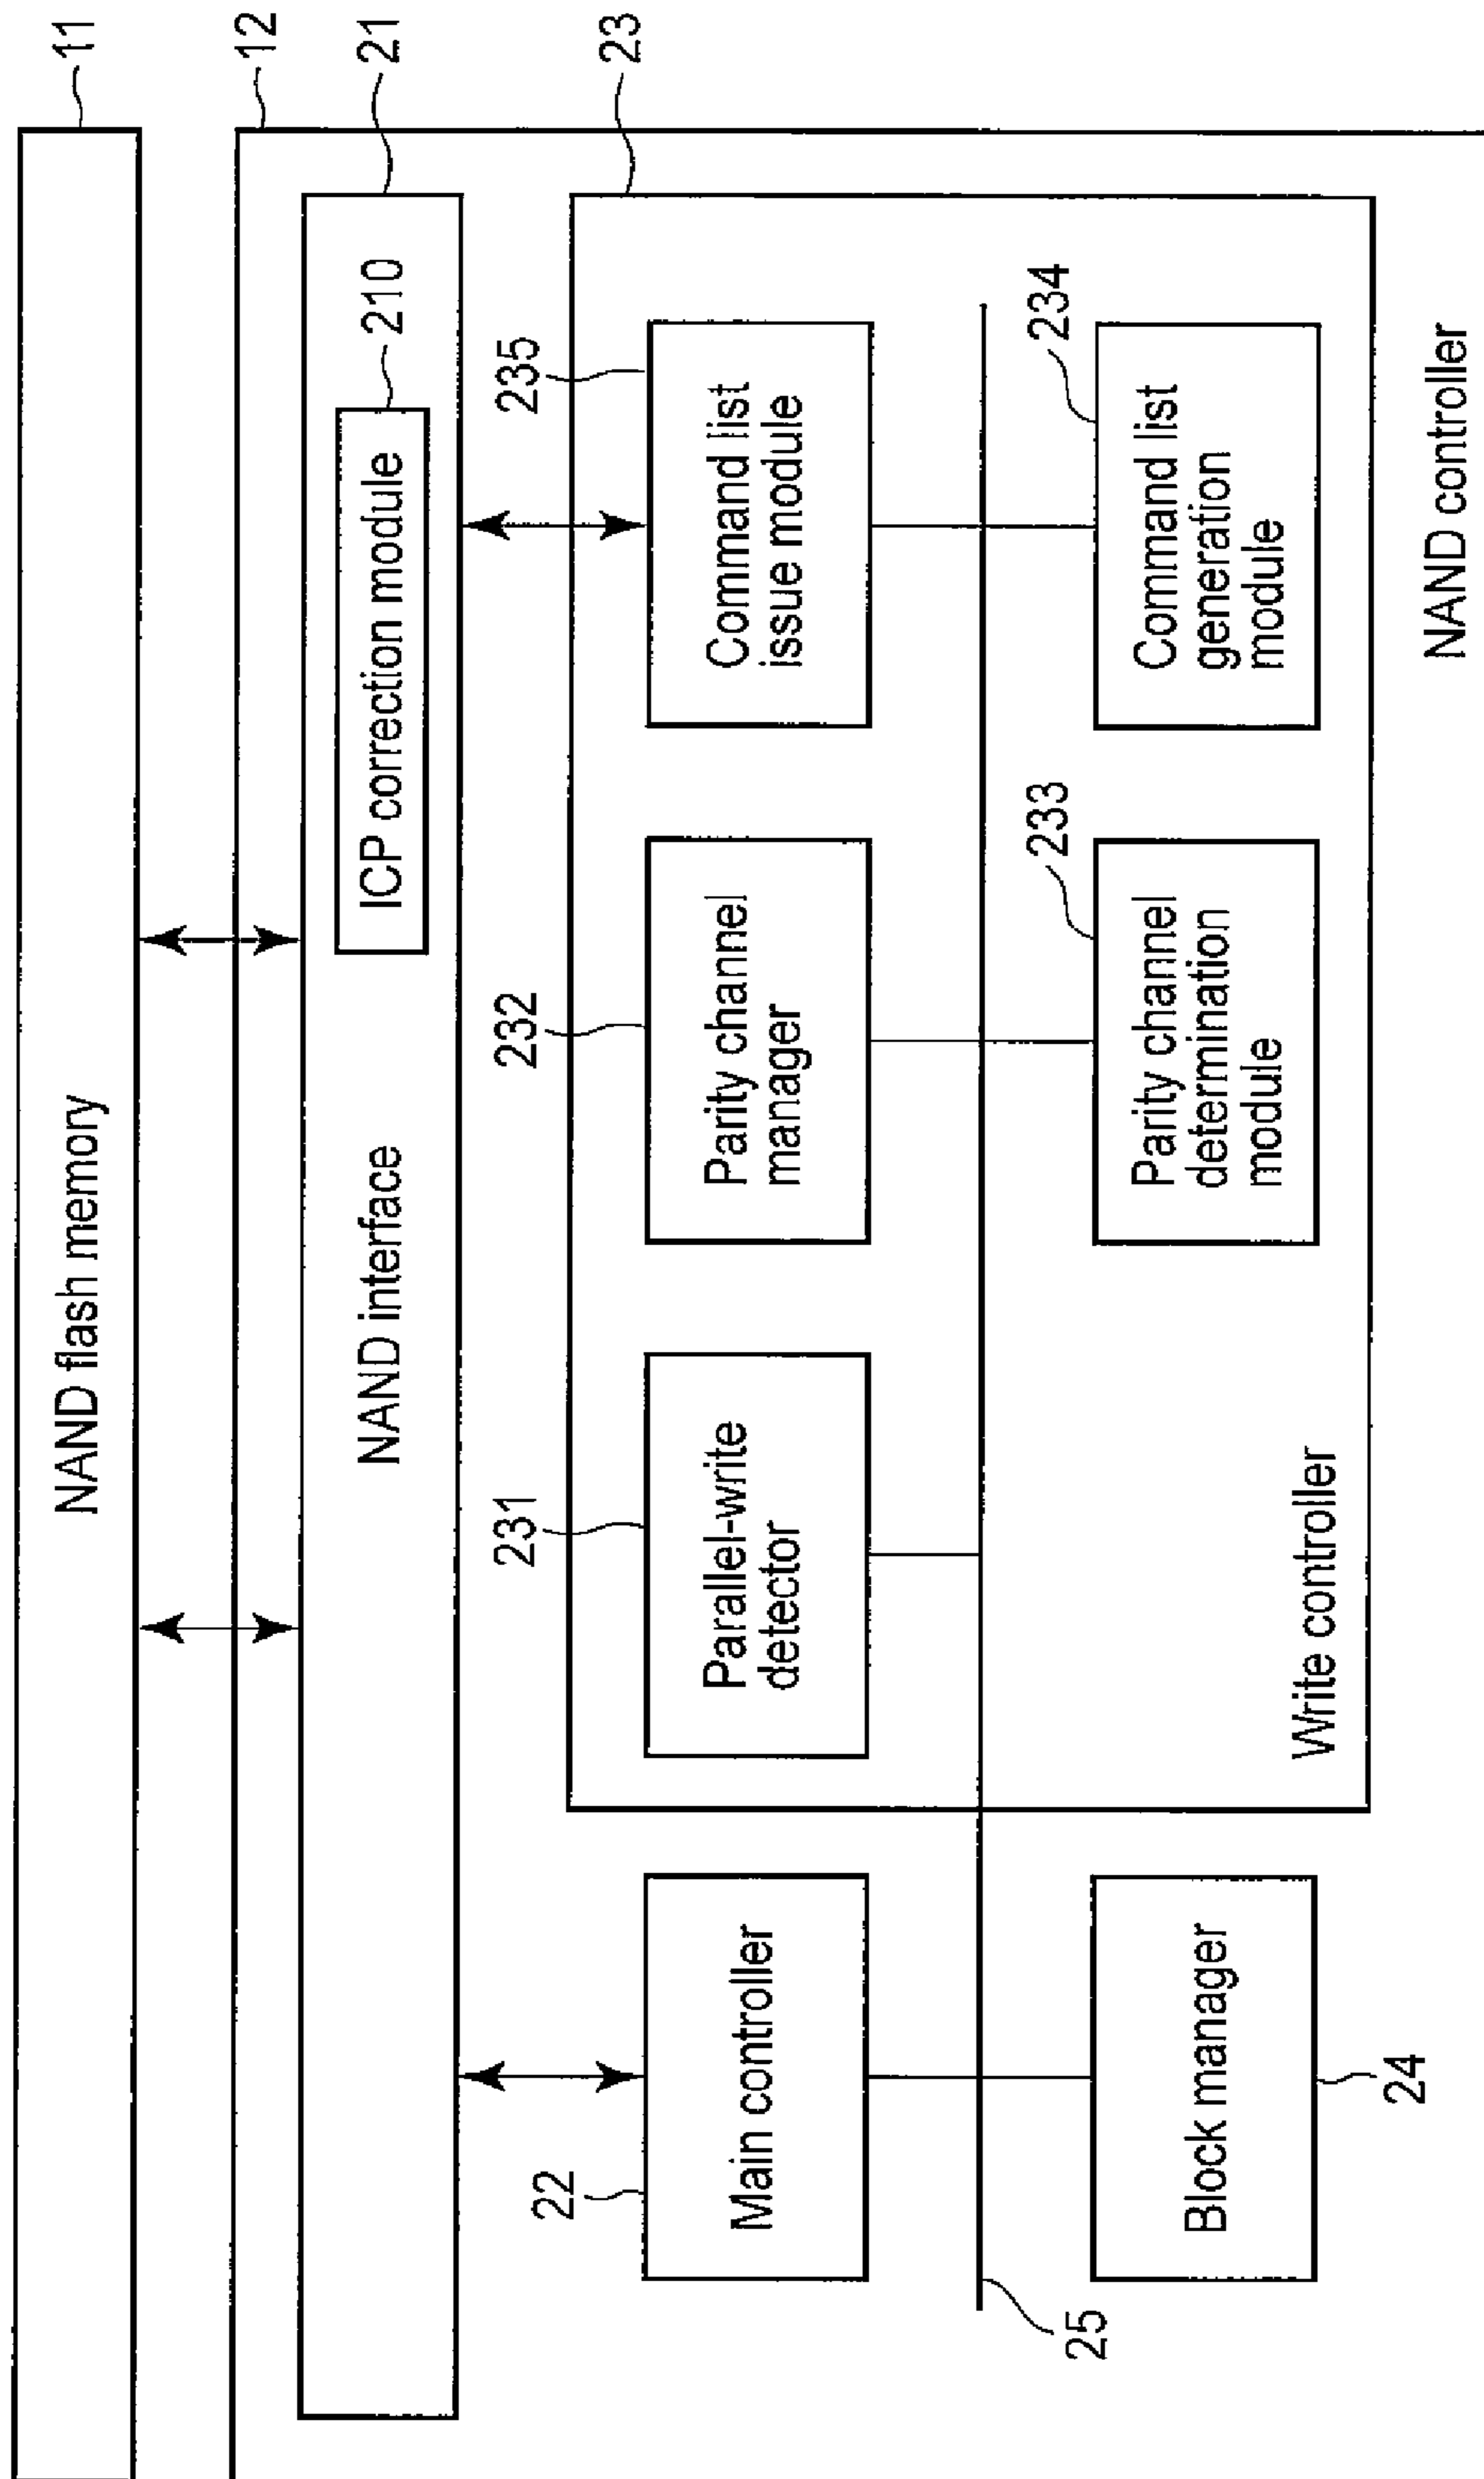 NAND flash memory
11
12
NAND interface
ICP correction module
210
21
22
Main controller
231
Parallel-write
detector
232
Parity channel
manager
235
Command list
issue module
23
25
Block manager
24
233
Parity channel
determination
module
234
Command list
generation
module
Write controller
NAND controller